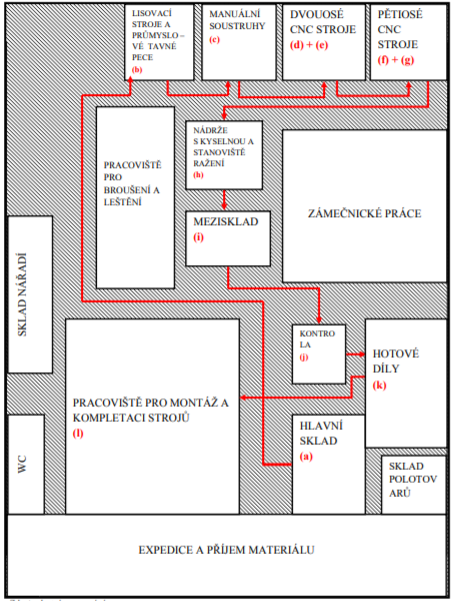 LISOVACÍ
STROJE A
PRŮMYSLO –
VÉ TAVNÉ
PECE
(b)
MANUÁLNÍ
SOUSTRUHY
(c)
DVOUOSÉ
CNC STROJE
(d) + (e)
PĚTIOSÉ
CNC
STROJE
(f) + (g)
PRACOVIŠTĚ
PRO
BROUŠENÍ A
LEŠTĚNÍ
NÁDRŽE
S KYSELNOU A
STANOVIŠTĚ
RAŽENÍ
(h)
ZÁMEČNICKÉ PRÁCE
MEZISKLAD
(i)
SKLAD NÁŘADÍ
KONTRO
LA
(j)
HOTOVÉ
DÍLY
(k)
PRACOVIŠTĚ PRO MONTÁŽ A
KOMPLETACI STROJŮ
(l)
HLAVNÍ
SKLAD
(a)
WC
SKLAD
POLOTOV
ARŮ
EXPEDICE A PŘÍJEM MATERIÁLU